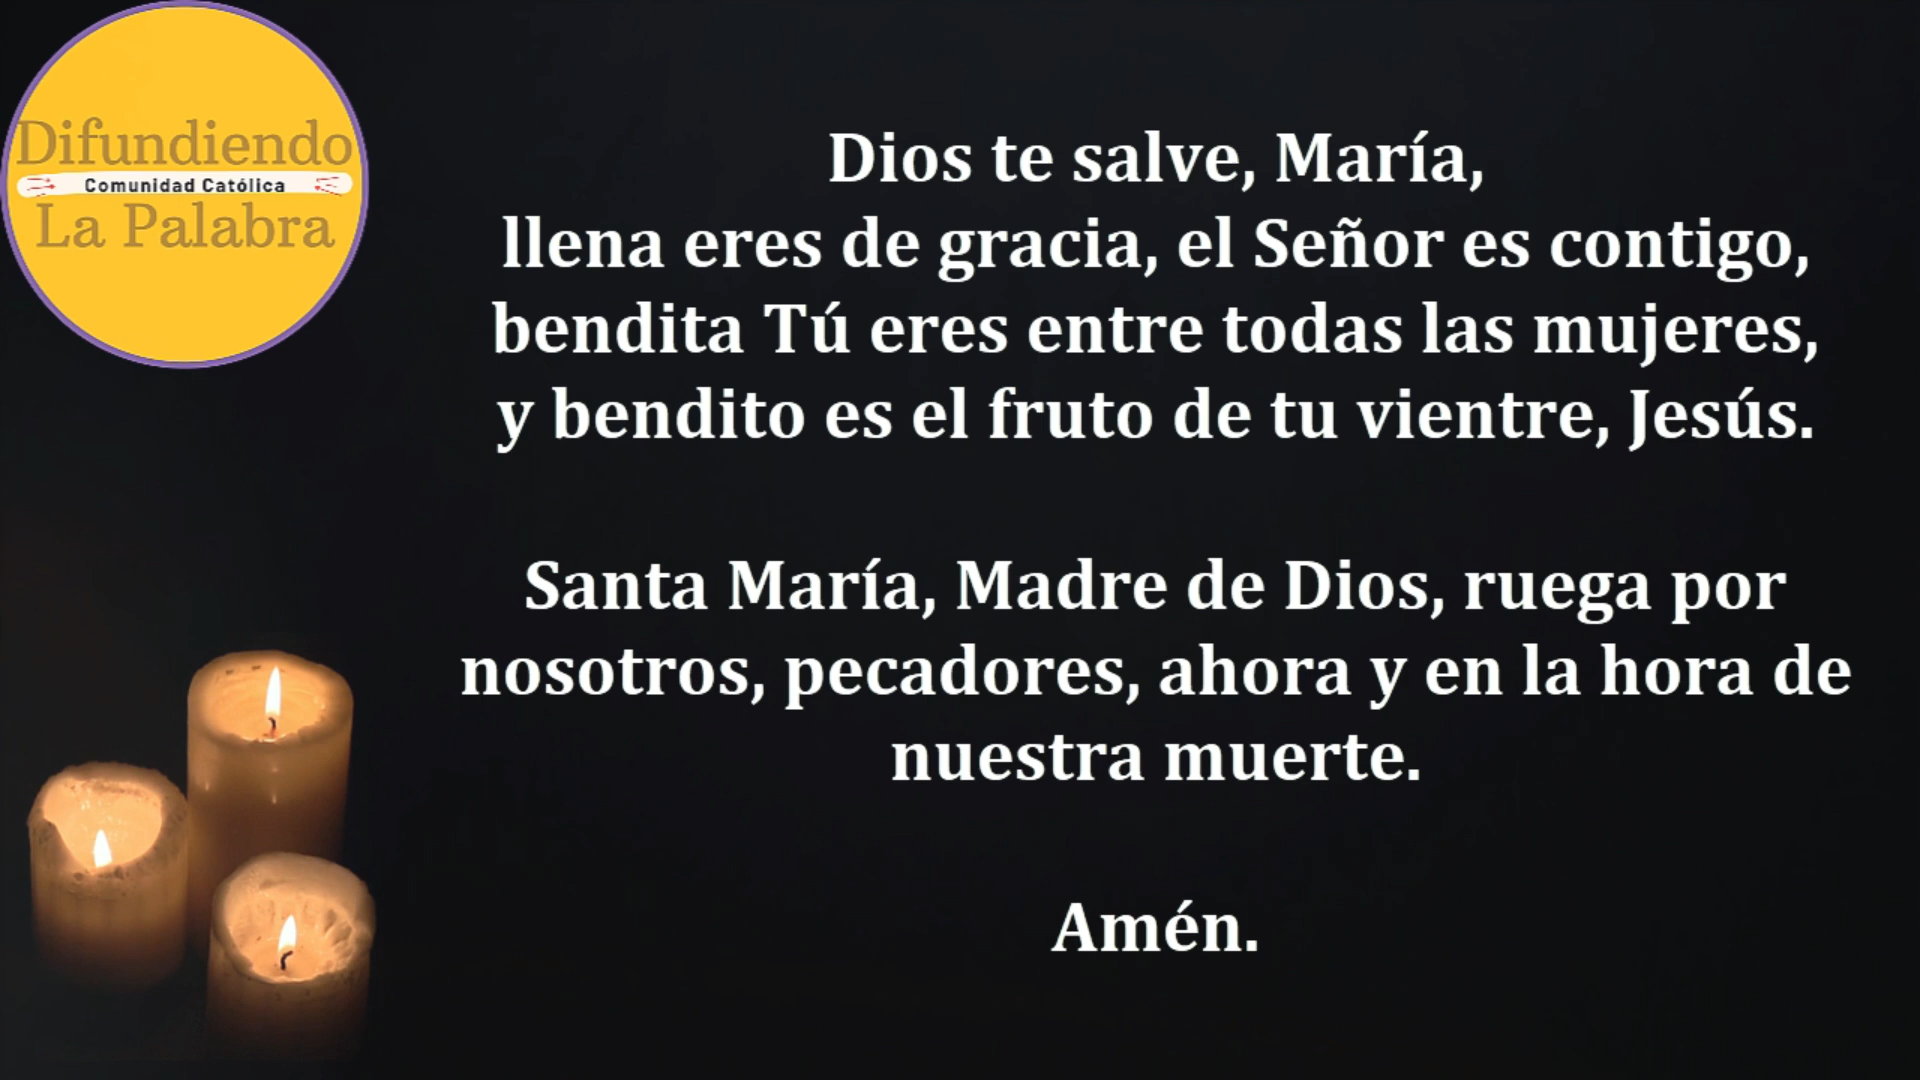 Difundiendo
Comunidad Católica
La Palabra
Dios te salve, María,
llena eres de gracia, el Señor es contigo,
bendita Tú eres entre todas las mujeres,
y bendito es el fruto de tu vientre, Jesús.
Santa María, Madre de Dios, ruega por
nosotros, pecadores, ahora y en la hora de
nuestra muerte.
Amén.